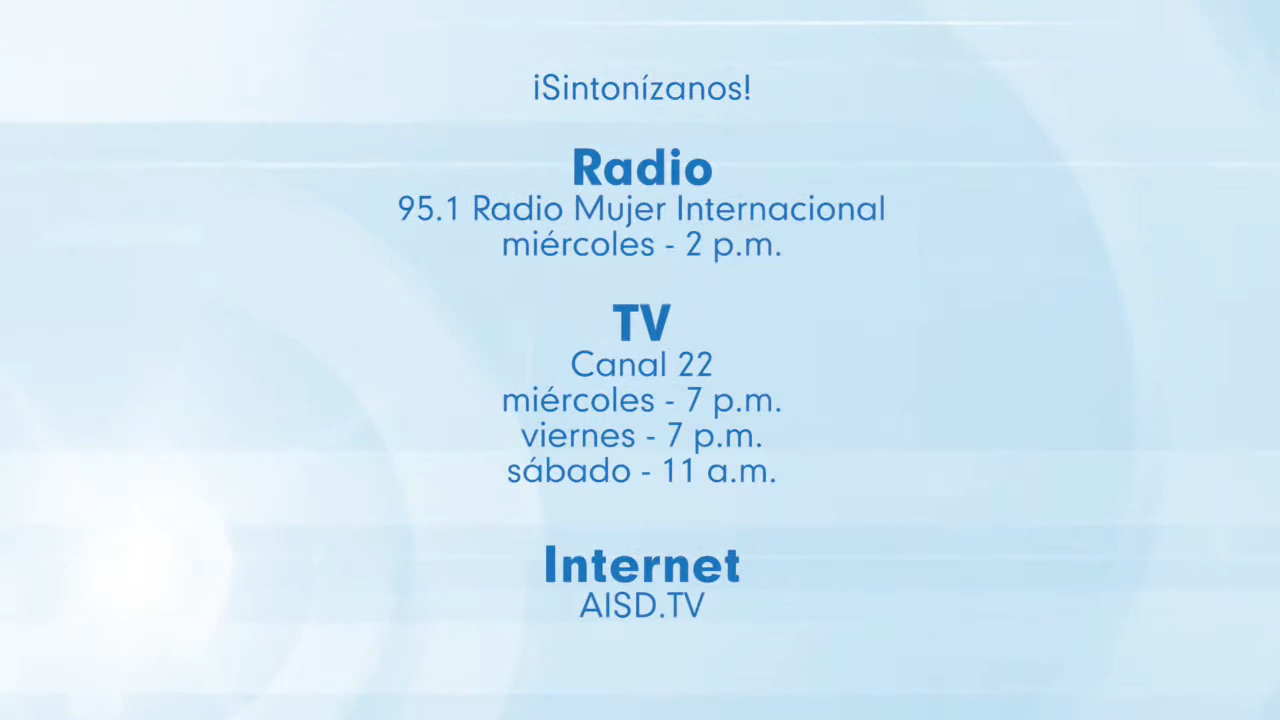 ¡Sintonízanos!
Radio
95.1 Radio Mujer Internacional
miércoles - 2 p.m.
TV
Canal 22
miércoles - 7 p.m.
viernes - 7 p.m.
sábado - 11 a.m.
Internet
AISD.TV